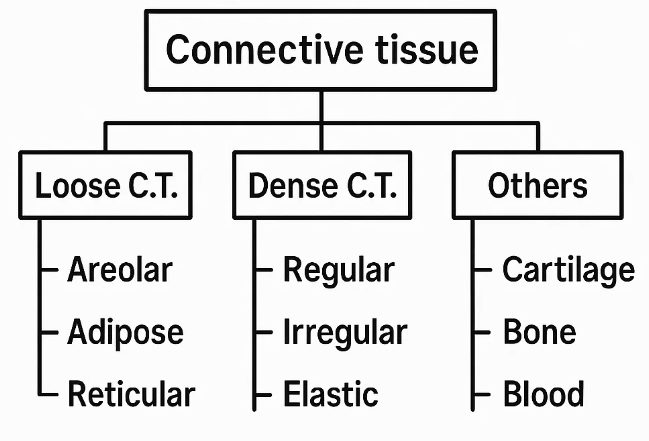 Connective tissue
Loose C.T.
Areolar
Adipose
Reticular
Dense C.T.
Regular
Irregular
Elastic
Others
Cartilage
Bone
Blood